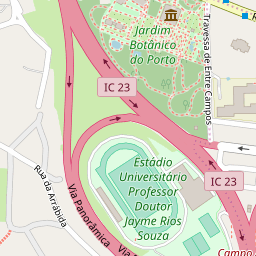 Jardim
Botânico
do Porto
Travessa de Entre Campos
IC 23
Estádio
Universitário
Professor
Doutor
Jayme Rios
Souza
IC 23
Rua da Arrábida
Via Panorâmica
Via
Campo